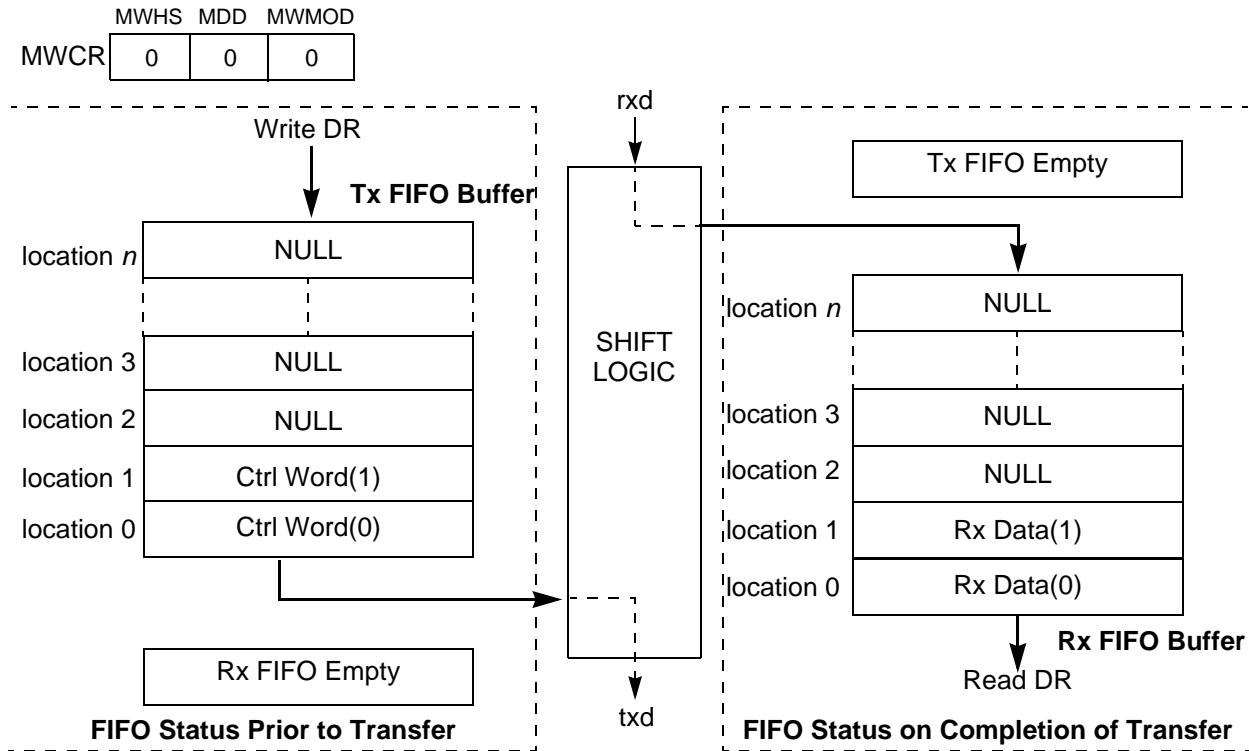 MWHS MDD MWMOD
MWCR 0 0 0
Write DR
Tx FIFO Buffer
location n NULL
location 3 NULL
location 2 NULL
location 1 Ctrl Word(1)
location 0 Ctrl Word(0)
Rx FIFO Empty
FIFO Status Prior to Transfer
rxd
SHIFT
LOGIC
txd
Tx FIFO Empty
location n NULL
location 3 NULL
location 2 NULL
location 1 Rx Data(1)
location 0 Rx Data(0)
Rx FIFO Buffer
Read DR
FIFO Status on Completion of Transfer